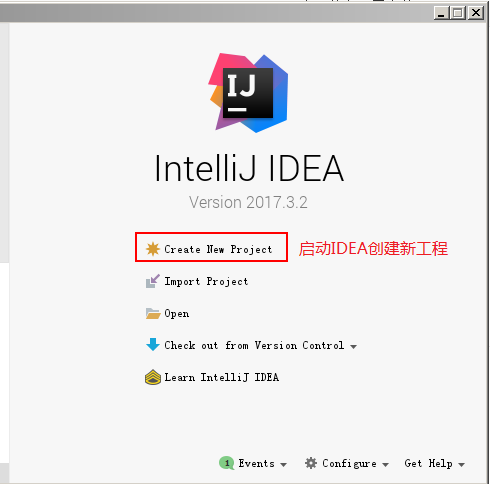 IJ
IntelliJ IDEA
Version 2017.3.2
Create New Project
启动IDEA创建新工程
Import Project
Open
Check out from Version Control
Learn IntelliJ IDEA
1 Events
Configure
Get Help